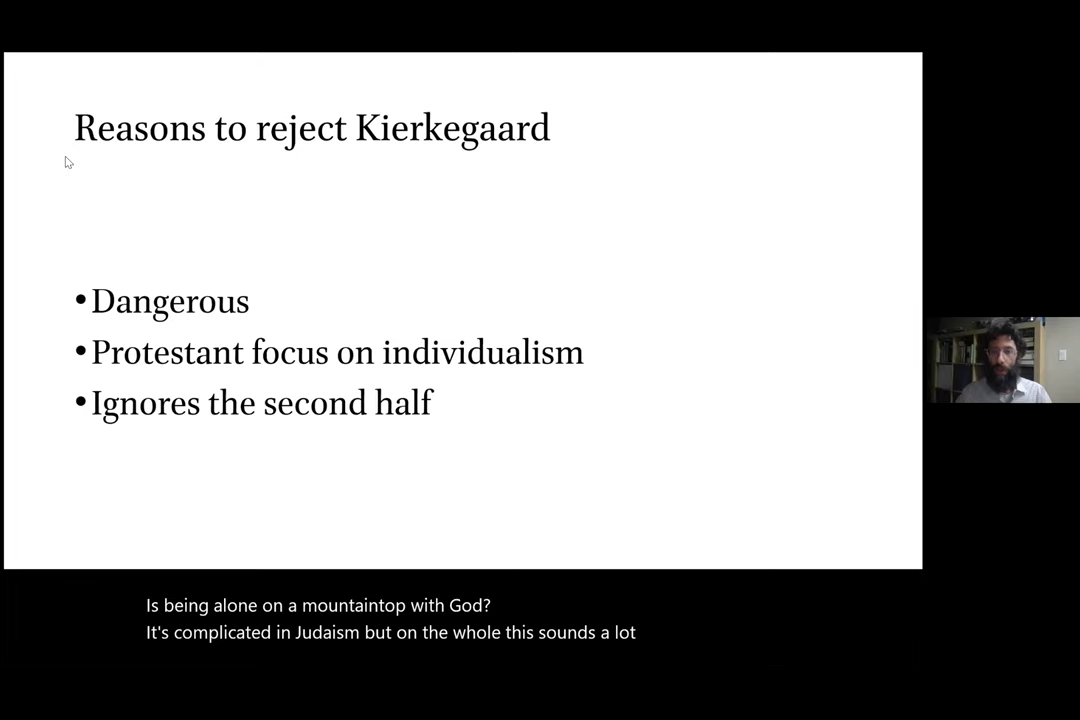 Reasons to reject Kierkegaard
•Dangerous
•Protestant focus on individualism
•Ignores the second half
Is being alone on a mountaintop with God?
It's complicated in Judaism but on the whole this sounds a lot